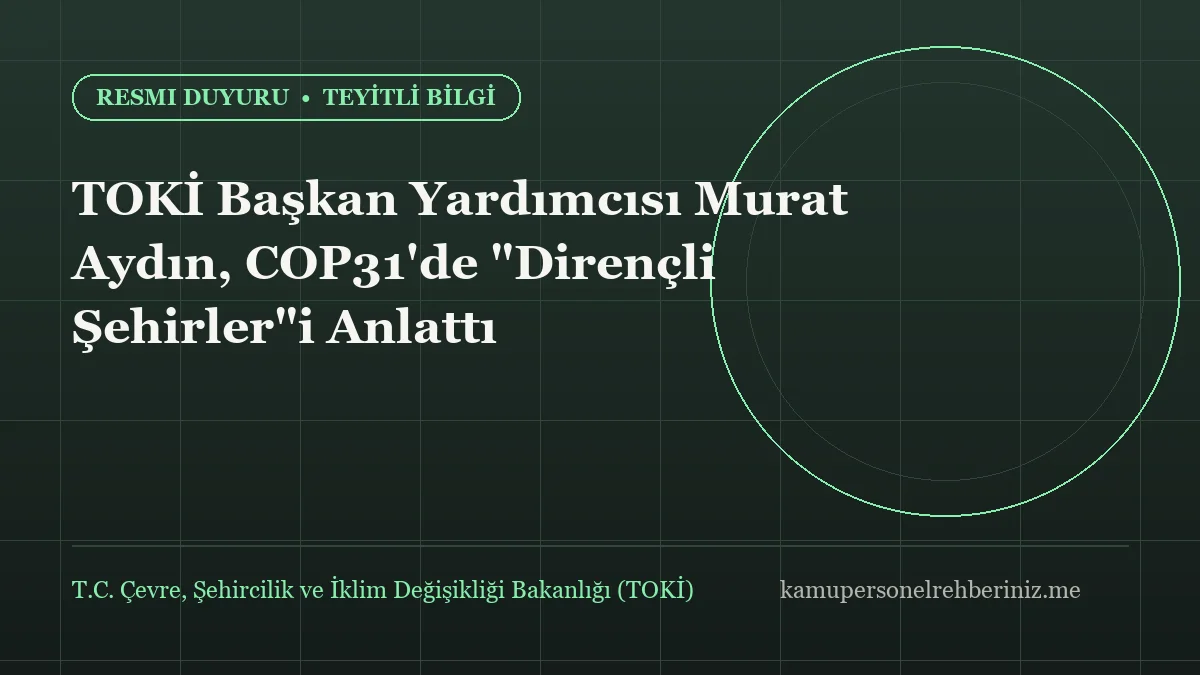 RESMI DUYURU • TEYİTLİ BİLGİ
TOKİ Başkan Yardımcısı Murat
Aydın, COP31'de "Dirençli
Şehirler"i Anlattı
T.C. Çevre, Şehircilik ve İklim Değişikliği Bakanlığı (TOKİ)
kamupersonelrehberiniz.me